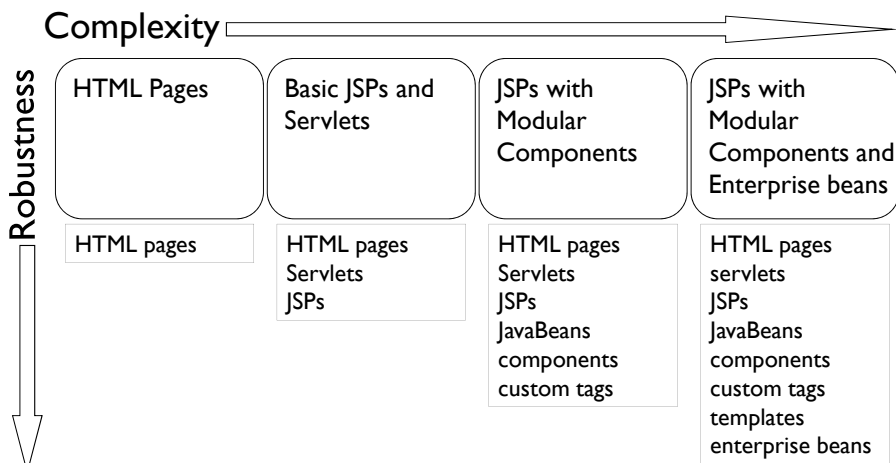 Complexity
Robustness
HTML Pages
Basic JSPs and
Servlets
JSPs with
Modular
Components
JSPs with
Modular
Components and
Enterprise beans
HTML pages
HTML pages
Servlets
JSPs
HTML pages
Servlets
JSPs
JavaBeans
components
custom tags
HTML pages
servlets
JSPs
JavaBeans
components
custom tags
templates
enterprise beans